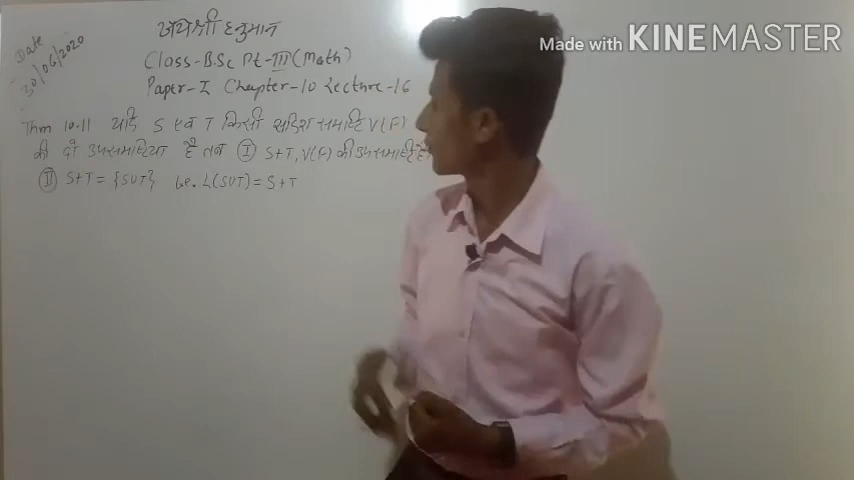 Made with KINEMASTER
Date
30/06/2020
जयश्री हनुमान
Class-B.Sc Pt-III (Math)
Paper-I Chapter-10 Lecture-16
Thm 10.11 यदि S एवं T किसी सदिश समष्टि V(F)
की दो उपसमष्टियां है तब (I) S+T, V(F) की उपसमष्टि है
(II) S+T = {SUT} i.e. L(SUT) = S+T